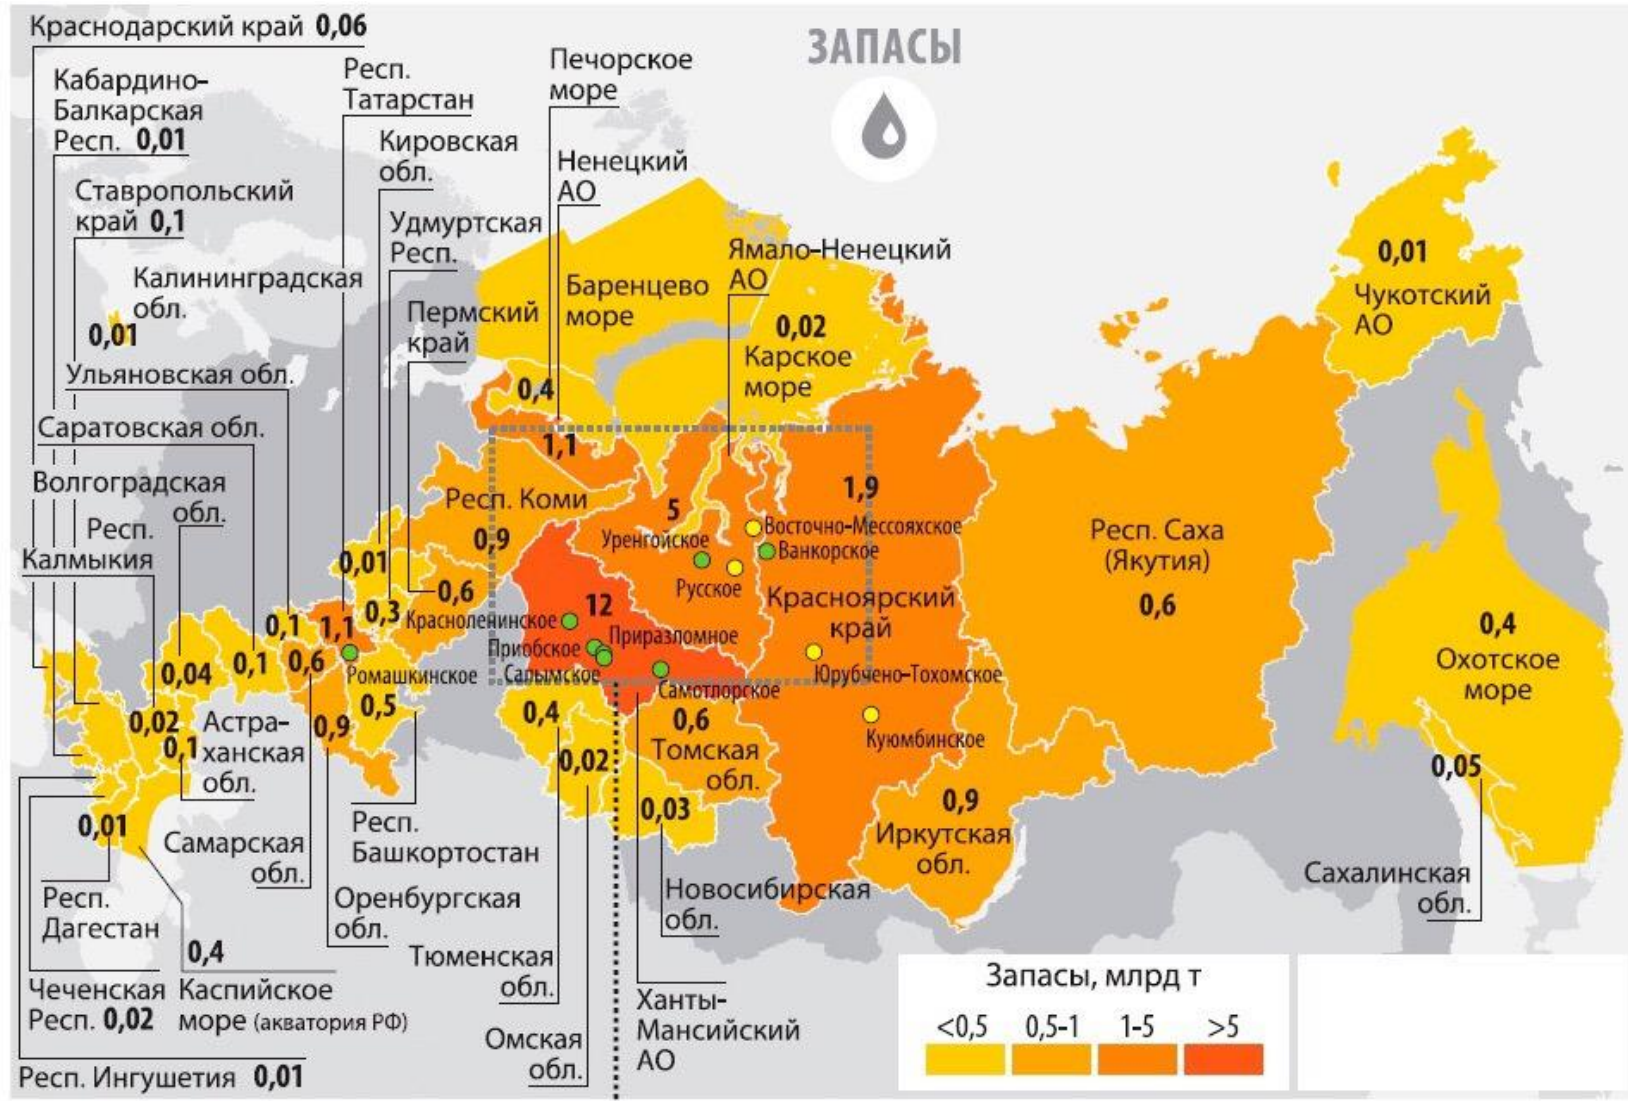 ЗАПАСЫ
Краснодарский край 0,06
Кабардино-
Балкарская
Респ. 0,01
Ставропольский
край 0,1
Калининградская
обл.
0,01
Ульяновская обл.
Саратовская обл.
Волгоградская
обл.
Респ.
Калмыкия
Респ.
Татарстан
Кировская
обл.
Удмуртская
Респ.
Пермский
край
Печорское
море
Ненецкий
АО
Баренцево
море
Ямало-Ненецкий
АО
0,02
Карское
море
0,4
1,1
Респ. Коми
0,9
5
1,9
Уренгойское
Восточно-Мессояхское
Ванкорское
Русское
Красноярский
край
Юрубчено-Тохомское
Куюмбинское
0,01
Чукотский
АО
Респ. Саха
(Якутия)
0,6
0,4
Охотское
море
0,05
Сахалинская
обл.
0,01
0,6
0,3
Красноленинское
12
Приобское
Приразломное
Салымское
Самотлорское
0,1
1,1
0,04
0,1
0,6
Ромашкинское
0,5
0,9
0,02
0,1
Астра-
ханская
обл.
0,4
0,02
0,03
0,6
Томская
обл.
0,9
Иркутская
обл.
0,01
Самарская
обл.
Респ.
Башкортостан
Респ.
Дагестан
Оренбургская
обл.
Новосибирская
обл.
0,4
Каспийское
море (акватория РФ)
Чеченская
Респ. 0,02
Тюменская
обл.
Омская
обл.
Ханты-
Мансийский
АО
Респ. Ингушетия 0,01
Запасы, млрд т
<0,5 0,5-1 1-5 >5